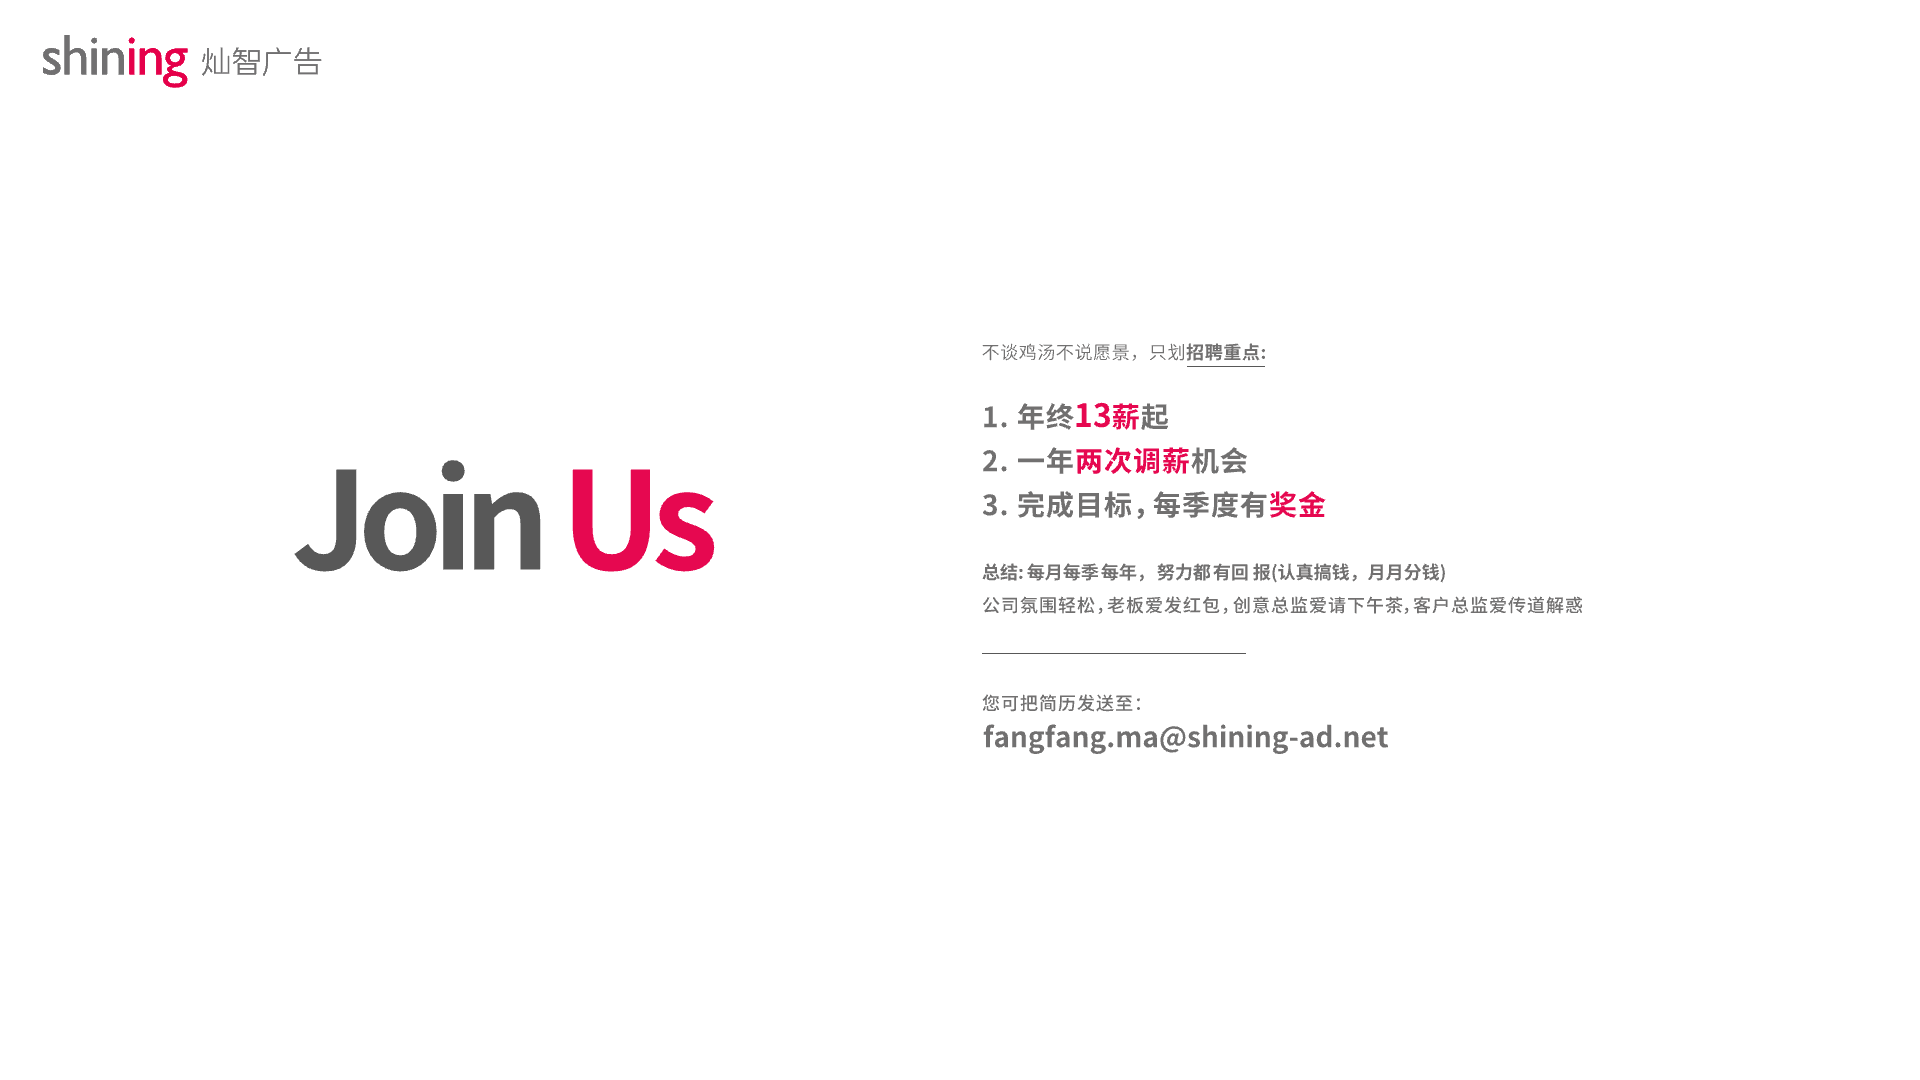 shining 灿智广告
Join Us
不谈鸡汤不说愿景，只划招聘重点:
1. 年终13薪起
2. 一年两次调薪机会
3. 完成目标，每季度有奖金
总结: 每月每季每年，努力都有回报(认真搞钱，月月分钱)
公司氛围轻松，老板爱发红包，创意总监爱请下午茶，客户总监爱传道解惑
您可把简历发送至：
fangfang.ma@shining-ad.net